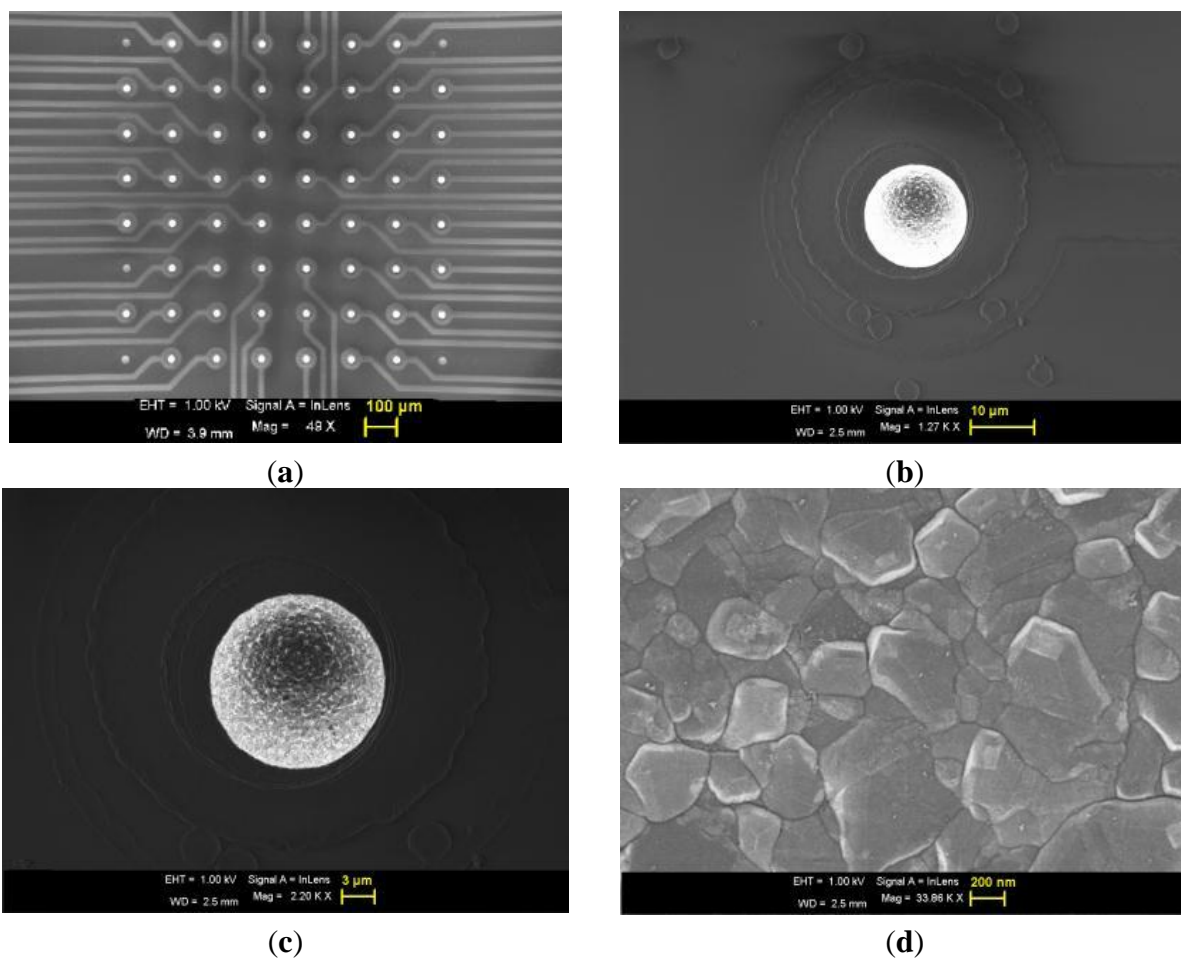 EHT = 1.00 kV Signal A = InLens 100 µm
WD = 3.9 mm Mag = 49 X
EHT = 1.00 kV Signal A = InLens 10 µm
WD = 2.5 mm Mag = 1.27 K X
(a) (b)
EHT = 1.00 kV Signal A = InLens 3 µm
WD = 2.5 mm Mag = 2.20 K X
EHT = 1.00 kV Signal A = InLens 200 nm
WD = 2.5 mm Mag = 33.86 K X
(c) (d)